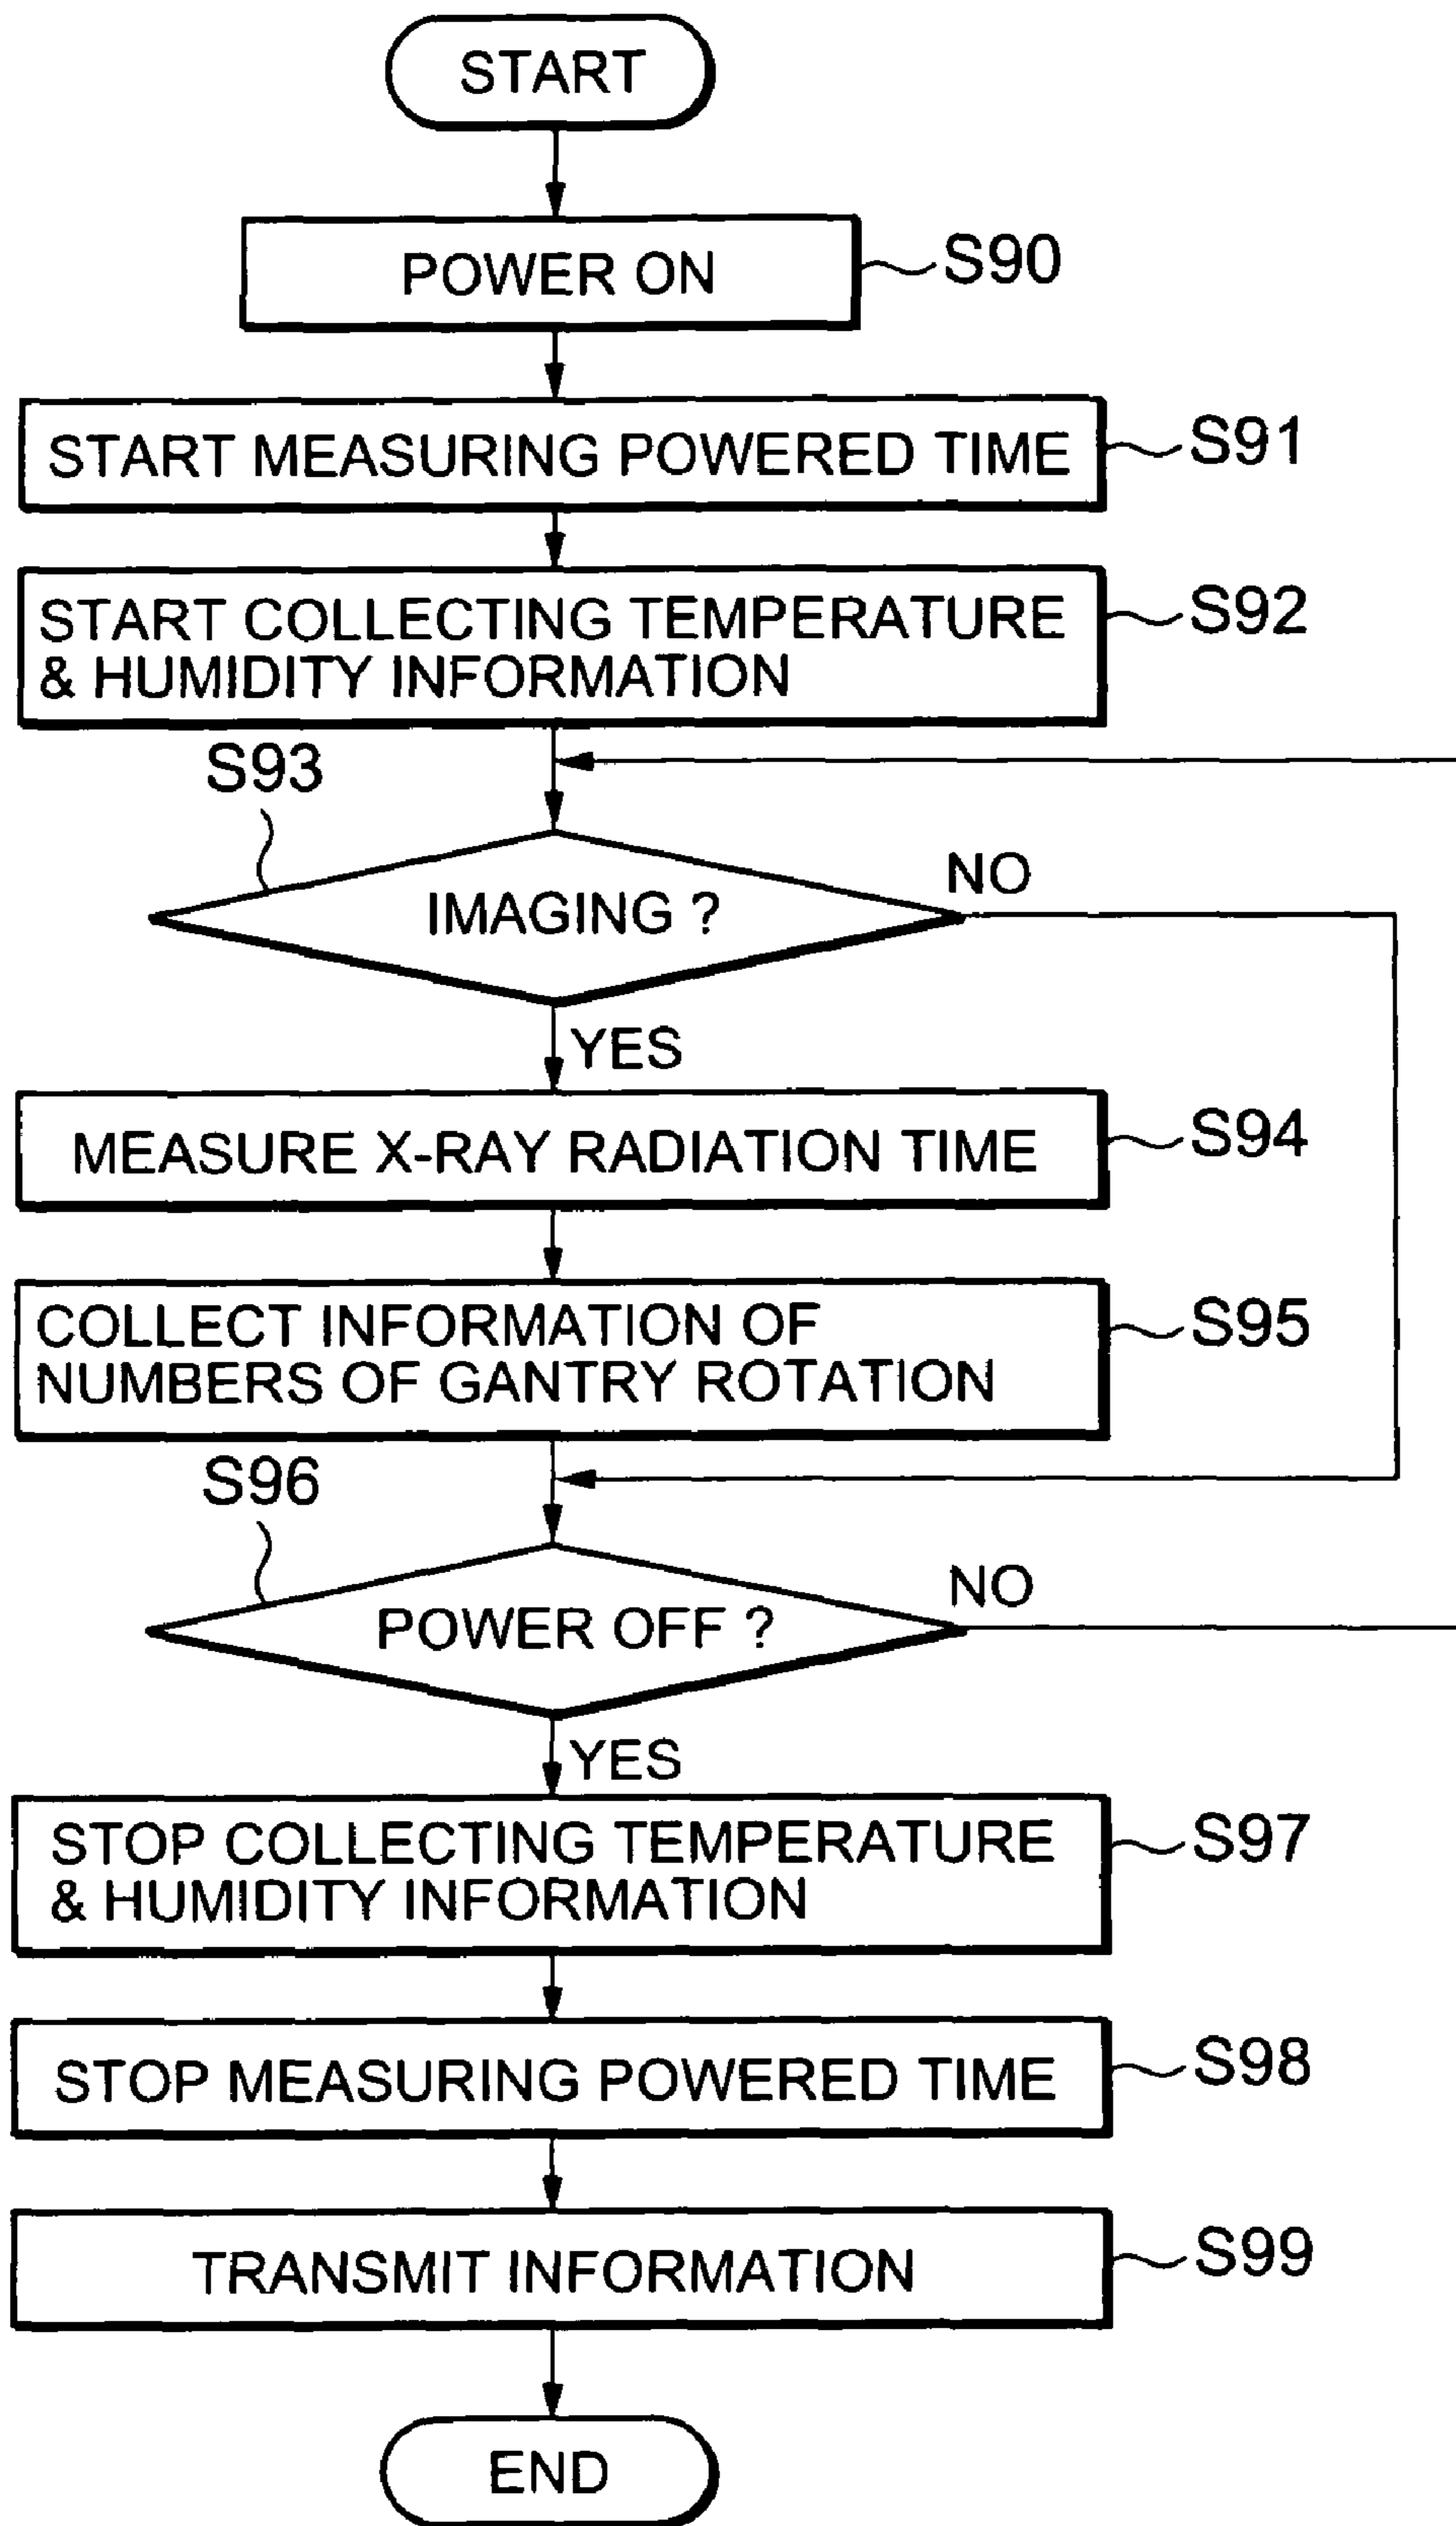 START
POWER ON
S90
START MEASURING POWERED TIME
S91
START COLLECTING TEMPERATURE
& HUMIDITY INFORMATION
S92
S93
IMAGING ?
NO
YES
MEASURE X-RAY RADIATION TIME
S94
COLLECT INFORMATION OF
NUMBERS OF GANTRY ROTATION
S95
S96
POWER OFF ?
NO
YES
STOP COLLECTING TEMPERATURE
& HUMIDITY INFORMATION
S97
STOP MEASURING POWERED TIME
S98
TRANSMIT INFORMATION
S99
END